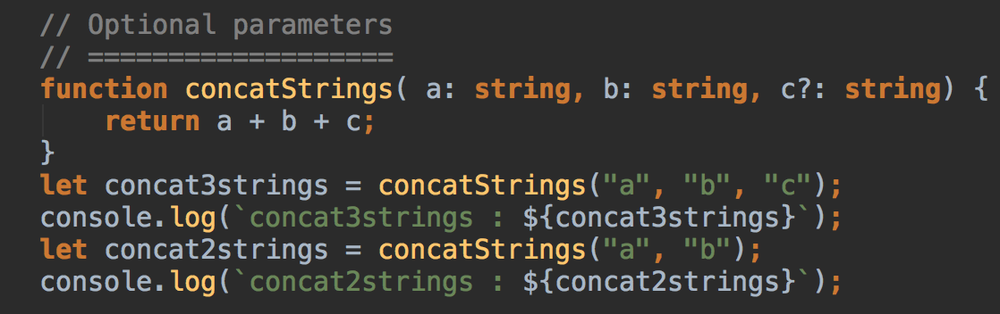 // Optional parameters
// ===================
function concatStrings( a: string, b: string, c?: string) {
    return a + b + c;
}
let concat3strings = concatStrings("a", "b", "c");
console.log(`concat3strings : ${concat3strings}`);
let concat2strings = concatStrings("a", "b");
console.log(`concat2strings : ${concat2strings}`);